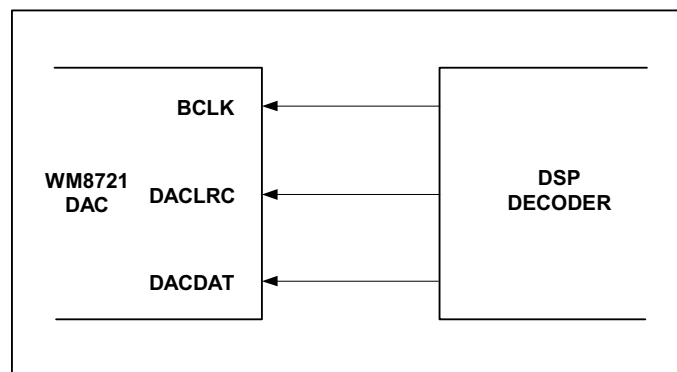 BCLK
WM8721
DAC
DACLRC
DACDAT
DSP
DECODER